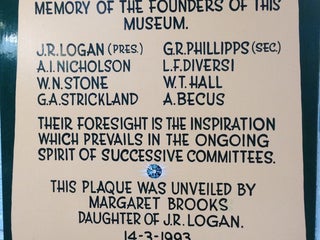 MEMORY OF THE FOUNDERS OF THIS
MUSEUM.
J.R. LOGAN (PRES.) G.R. PHILLIPPS (SEC.)
A.I. NICHOLSON L.F. DIVERSI
W.N. STONE W.T. HALL
G.A. STRICKLAND A. BECUS
THEIR FORESIGHT IS THE INSPIRATION
WHICH PREVAILS IN THE ONGOING
SPIRIT OF SUCCESSIVE COMMITTEES.
THIS PLAQUE WAS UNVEILED BY
MARGARET BROOKS
DAUGHTER OF J.R. LOGAN.
14-3-1993